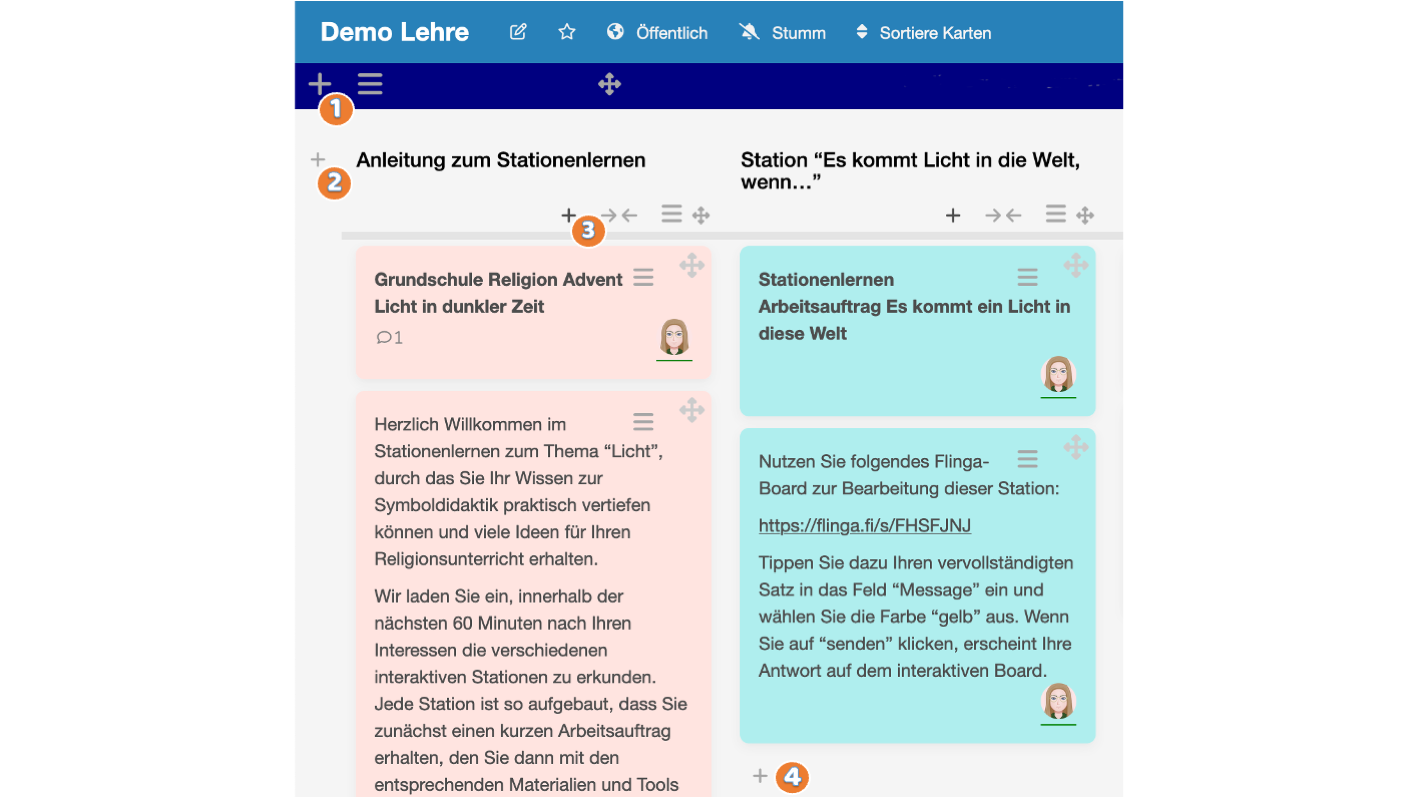 Demo Lehre Öffentlich Stumm Sortiere Karten
1
2
Anleitung zum Stationenlernen
3
Grundschule Religion Advent
Licht in dunkler Zeit
1
Herzlich Willkommen im
Stationenlernen zum Thema “Licht”,
durch das Sie Ihr Wissen zur
Symboldidaktik praktisch vertiefen
können und viele Ideen für Ihren
Religionsunterricht erhalten.
Wir laden Sie ein, innerhalb der
nächsten 60 Minuten nach Ihren
Interessen die verschiedenen
interaktiven Stationen zu erkunden.
Jede Station ist so aufgebaut, dass Sie
zunächst einen kurzen Arbeitsauftrag
erhalten, den Sie dann mit den
entsprechenden Materialien und Tools
Station “Es kommt Licht in die Welt,
wenn…”
Stationenlernen
Arbeitsauftrag Es kommt ein Licht in
diese Welt
Nutzen Sie folgendes Flinga-
Board zur Bearbeitung dieser Station:
https://flinga.fi/s/FHSFJNJ
Tippen Sie dazu Ihren vervollständigten
Satz in das Feld “Message” ein und
wählen Sie die Farbe “gelb” aus. Wenn
Sie auf “senden” klicken, erscheint Ihre
Antwort auf dem interaktiven Board.
4